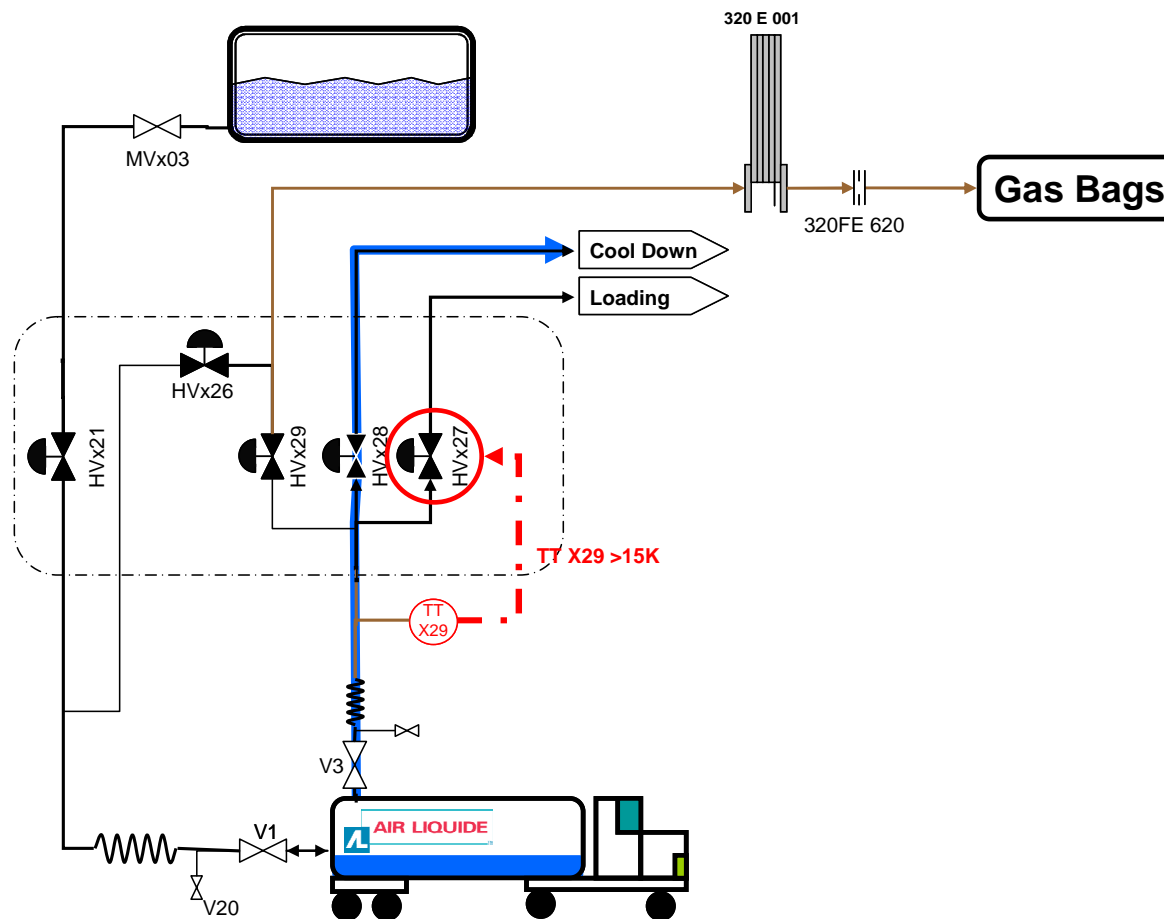 320 E 001
MVx03
Gas Bags
320FE 620
Cool Down
Loading
HVx26
HVx21
HVx29
HVx28
HVx27
TT X29 >15K
TT
X29
V3
AIR LIQUIDE
V1
V20